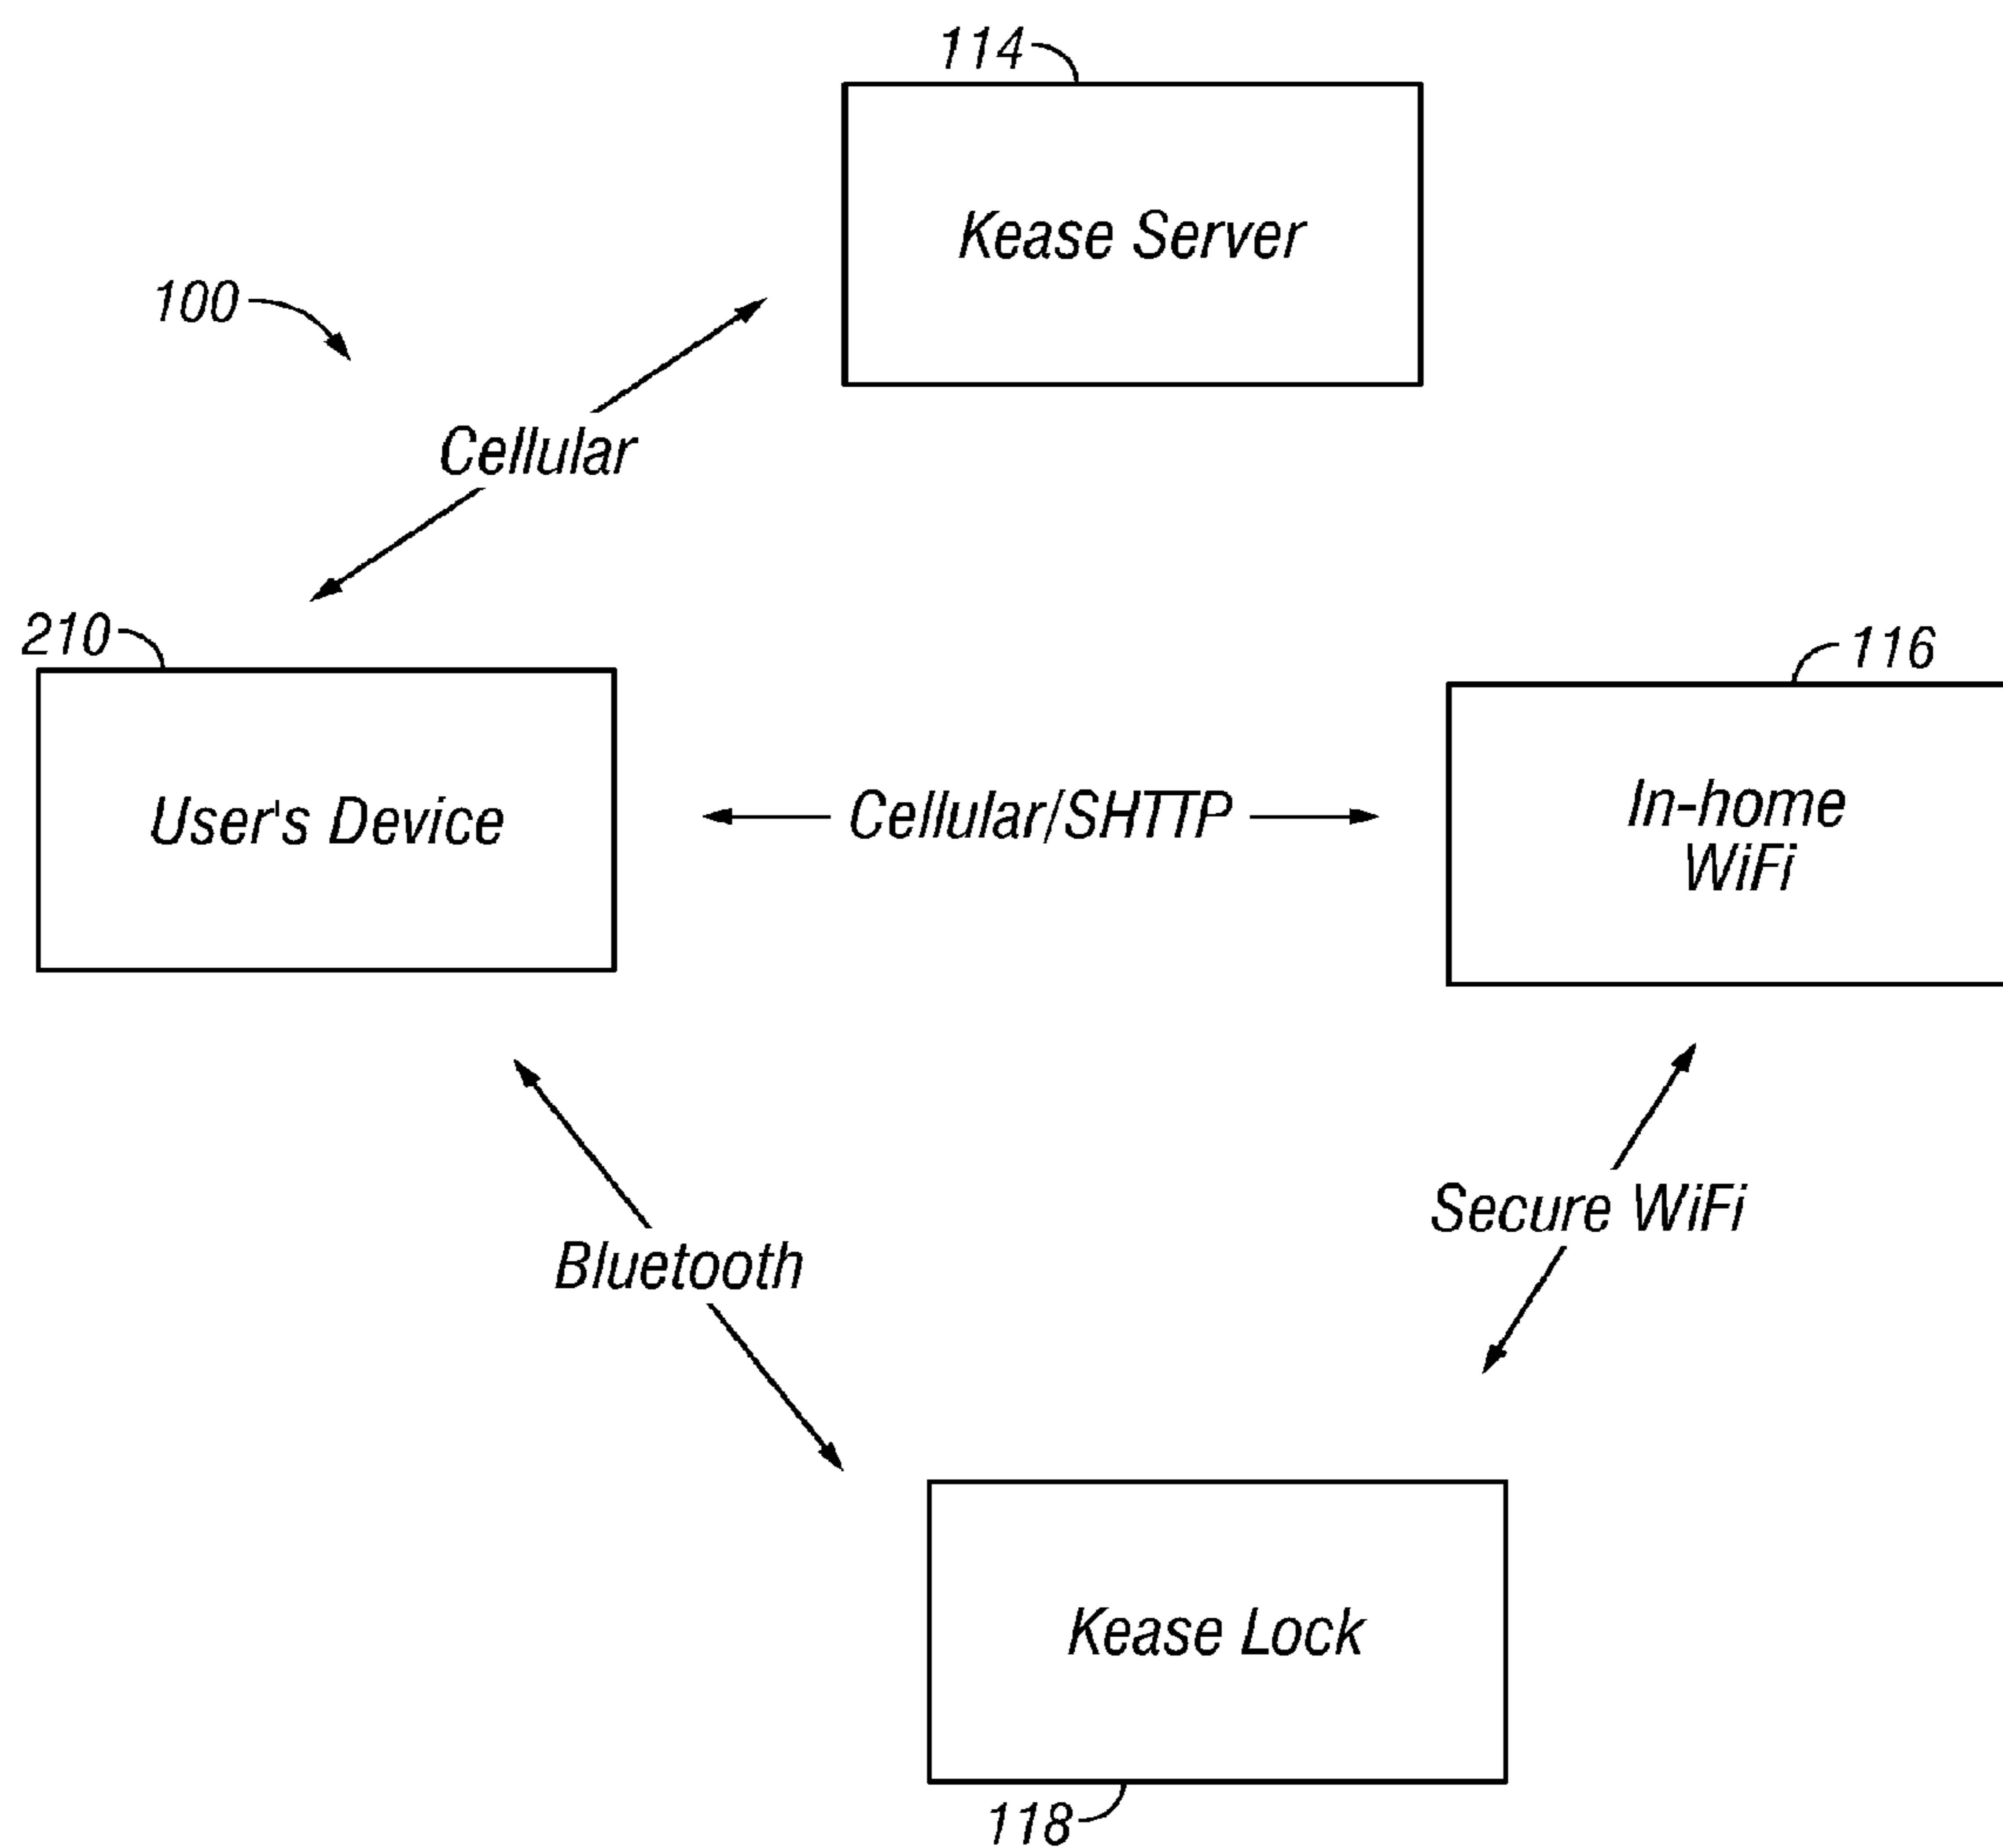 114
Kease Server
100
Cellular
210
116
User's Device
Cellular/SHTTP
In-home
WiFi
Secure WiFi
Bluetooth
Kease Lock
118